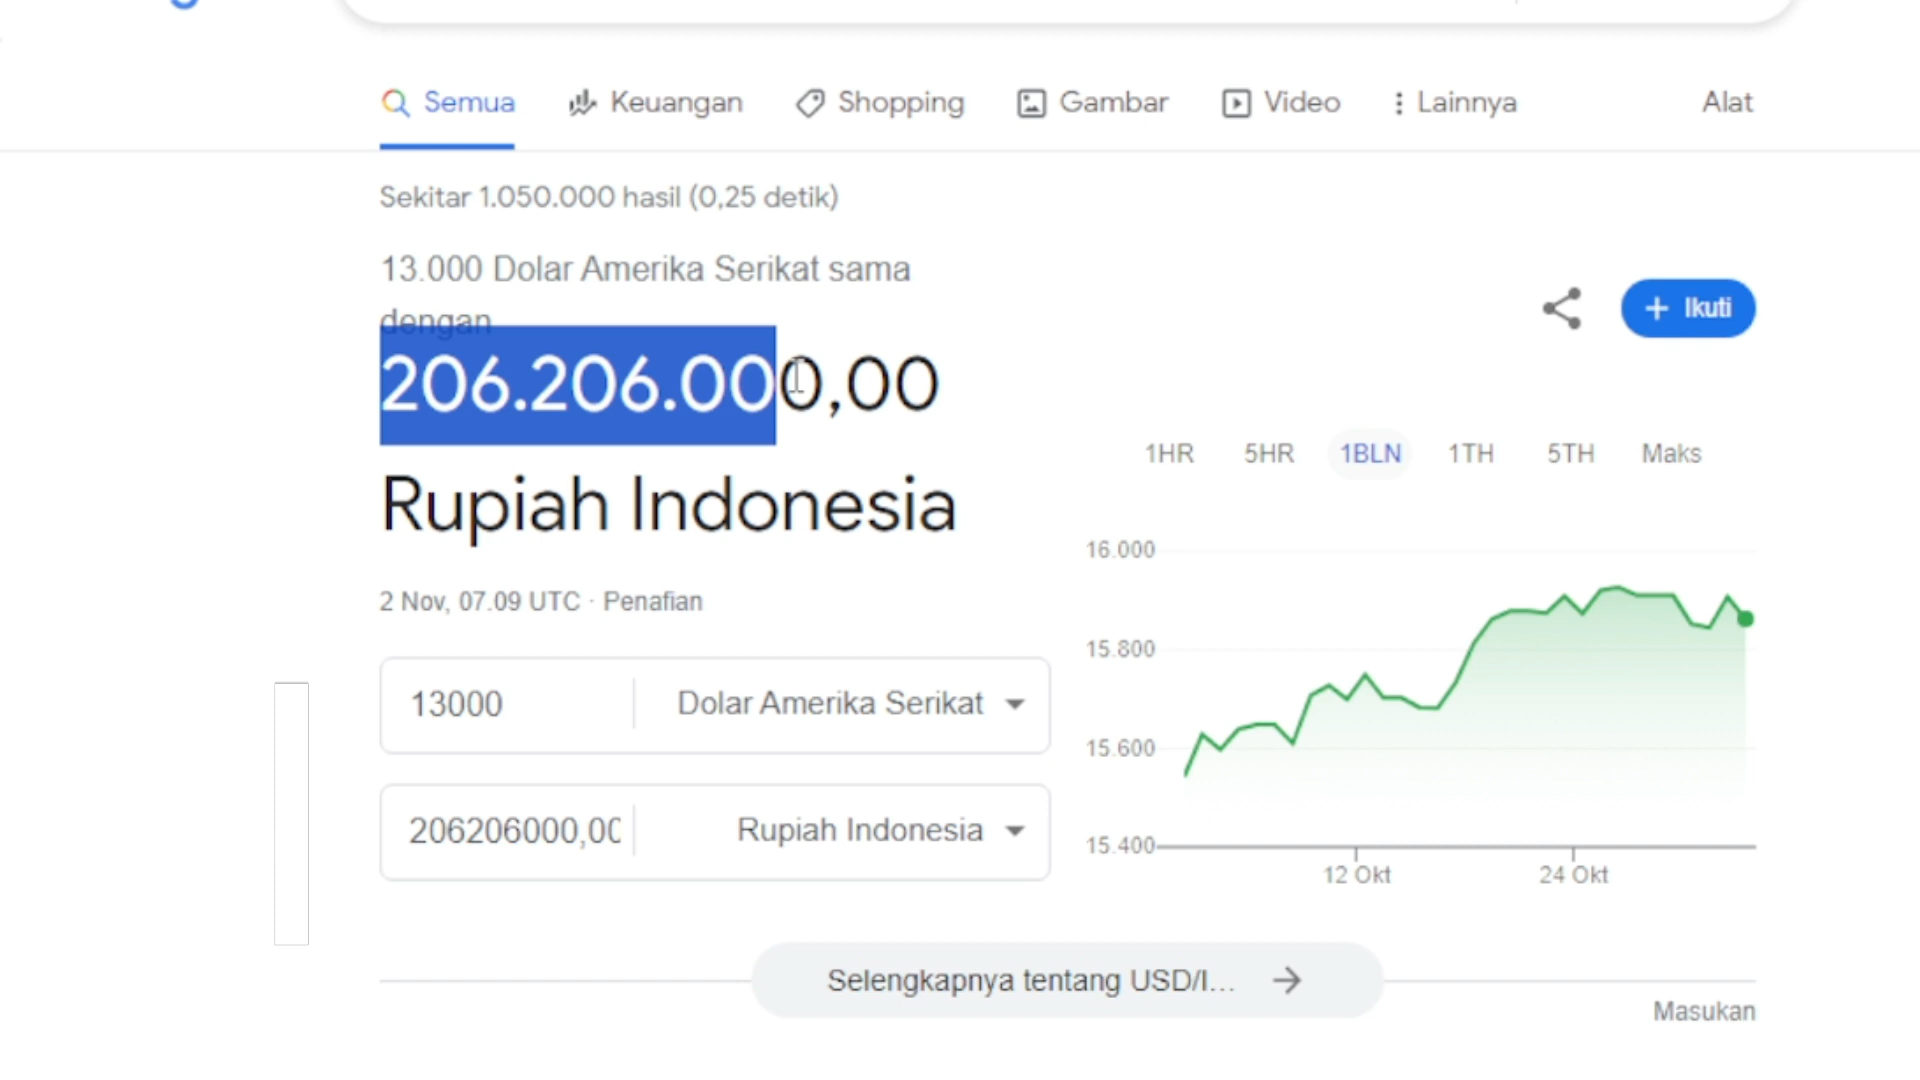 Semua Keuangan Shopping Gambar Video Lainnya Alat
Sekitar 1.050.000 hasil (0,25 detik)
13.000 Dolar Amerika Serikat sama
dengan
206.206.000,00
Rupiah Indonesia
2 Nov, 07.09 UTC · Penafian
13000 Dolar Amerika Serikat
206206000,00 Rupiah Indonesia
+ Ikuti
1HR 5HR 1BLN 1TH 5TH Maks
16.000
15.800
15.600
15.400
12 Okt 24 Okt
Selengkapnya tentang USD/I...
Masukan